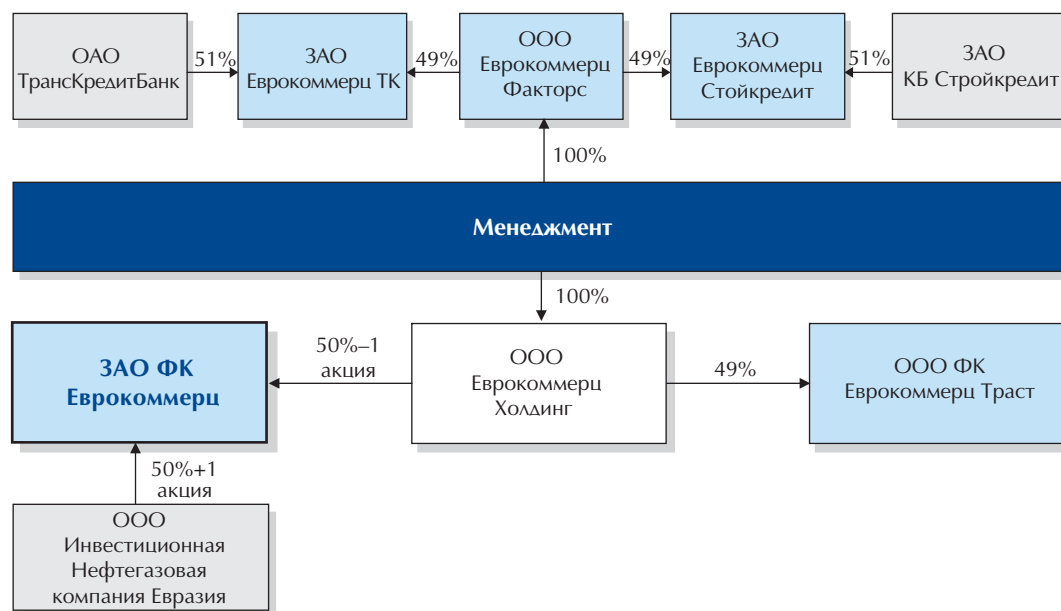 ОАО
ТрансКредитБанк
51%
ЗАО
Еврокоммерц ТК
49%
ООО
Еврокоммерц
Факторс
49%
ЗАО
Еврокоммерц
Стойкредит
51%
ЗАО
КБ Стройкредит
100%
Менеджмент
100%
ЗАО ФК
Еврокоммерц
50%–1
акция
ООО
Еврокоммерц
Холдинг
49%
ООО ФК
Еврокоммерц Траст
50%+1
акция
ООО
Инвестиционная
Нефтегазовая
компания Евразия